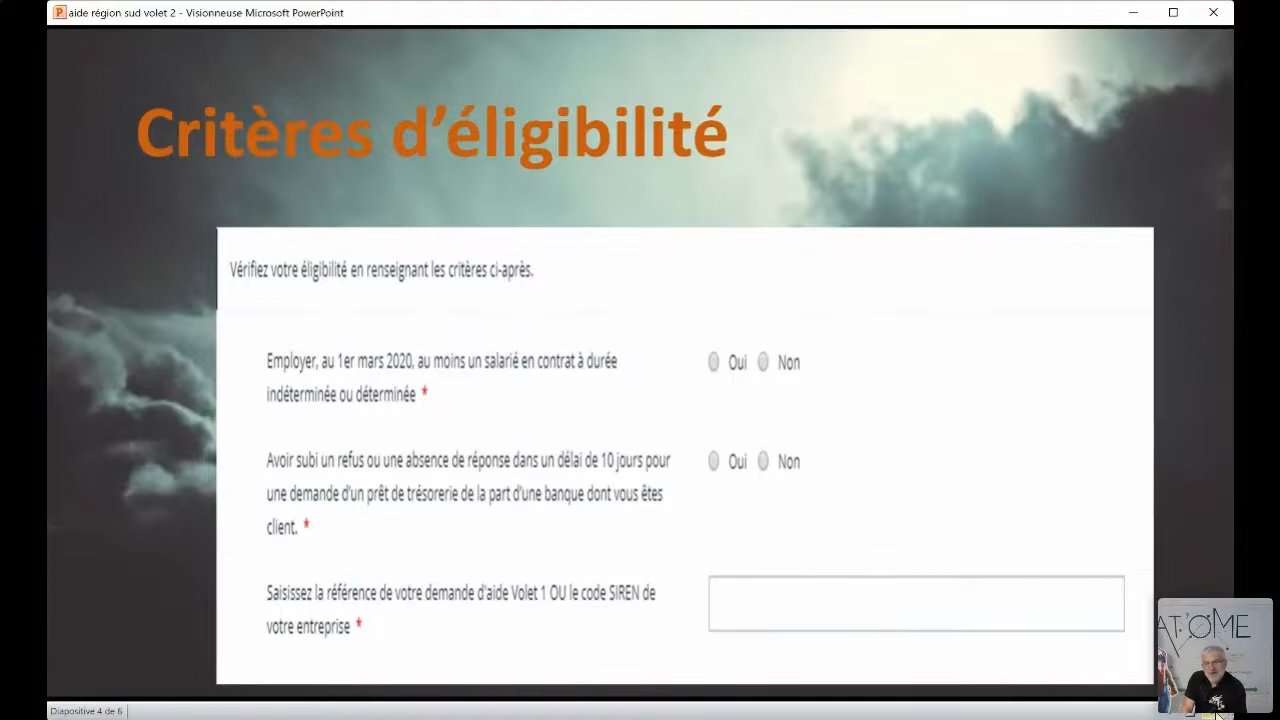 aide région sud volet 2 - Visionneuse Microsoft PowerPoint
Critères d’éligibilité
Vérifiez votre éligibilité en renseignant les critères ci-après.
Employer, au 1er mars 2020, au moins un salarié en contrat à durée
indéterminée ou déterminée *
Oui Non
Avoir subi un refus ou une absence de réponse dans un délai de 10 jours pour
une demande d'un prêt de trésorerie de la part d'une banque dont vous êtes
client. *
Oui Non
Saisissez la référence de votre demande d'aide Volet 1 OU le code SIREN de
votre entreprise *
ATOME
Diapositive 4 de 6